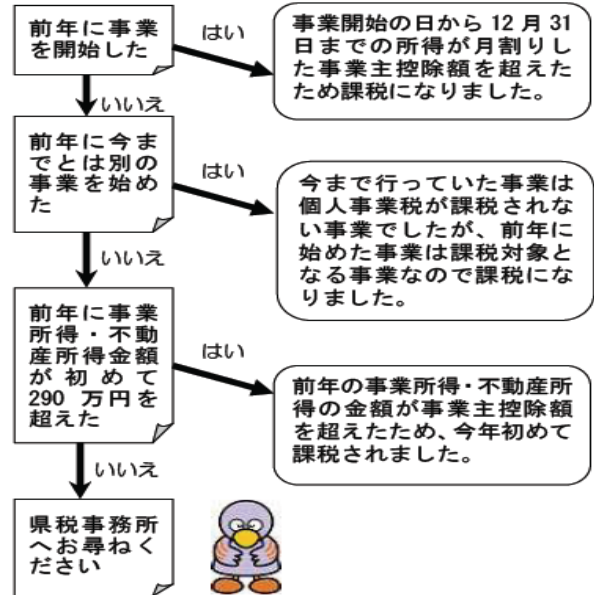 前年に事業
を開始した
はい
事業開始の日から 12 月 31
日までの所得が月割りし
た事業主控除額を超えた
ため課税になりました。
いいえ
前年に今ま
でとは別の
事業を始め
た
はい
今まで行っていた事業は
個人事業税が課税されな
い事業でしたが、前年に
始めた事業は課税対象と
なる事業なので課税にな
りました。
いいえ
前年に事業
所得・不動
産所得金額
が初めて
290 万円を
超えた
はい
前年の事業所得・不動産所
得の金額が事業主控除額
を超えたため、今年初めて
課税されました。
いいえ
県税事務所
へお尋ねく
ださい